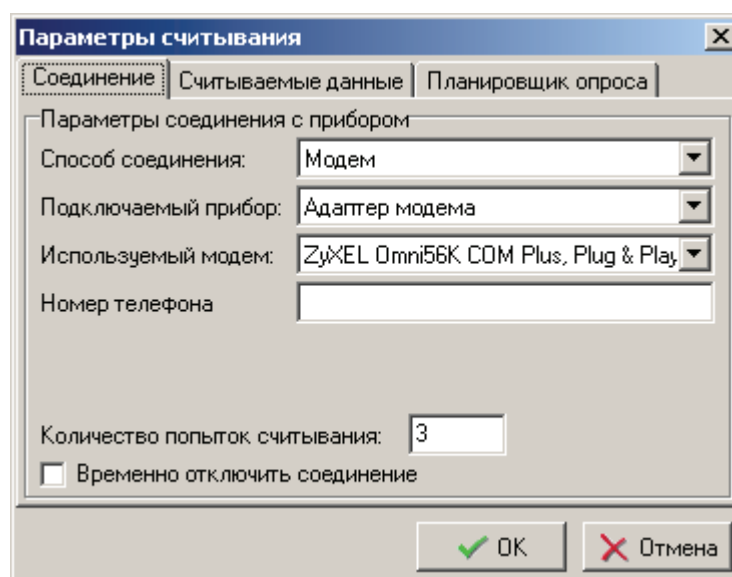 Параметры считывания
Соединение Считываемые данные Планировщик опроса
Параметры соединения с прибором
Способ соединения: Модем
Подключаемый прибор: Адаптер модема
Используемый модем: ZyXEL Omni56K COM Plus, Plug & Play
Номер телефона
Количество попыток считывания: 3
Временно отключить соединение
OK Отмена